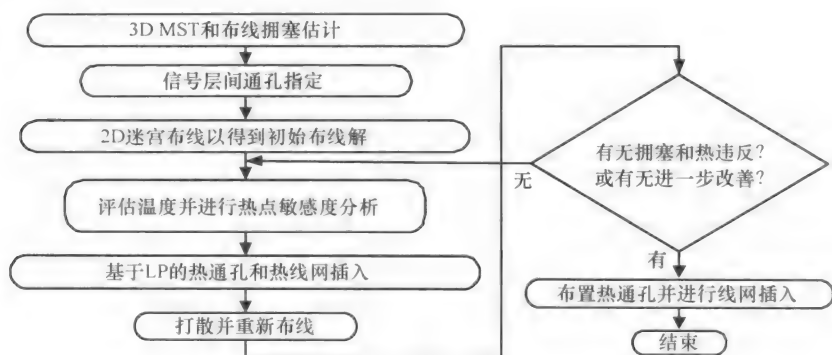 3D MST和布线拥塞估计
信号层间通孔指定
2D迷宫布线以得到初始布线解
评估温度并进行热点敏感度分析
基于LP的热通孔和热线网插入
打散并重新布线
有无拥塞和热违反?
或有无进一步改善?
无
有
布置热通孔并进行线网插入
结束